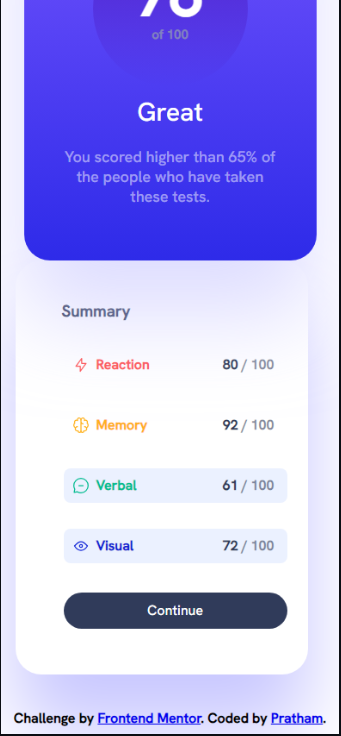 of 100
Great
You scored higher than 65% of
the people who have taken
these tests.
Summary
Reaction 80 / 100
Memory 92 / 100
Verbal 61 / 100
Visual 72 / 100
Continue
Challenge by Frontend Mentor. Coded by Pratham.